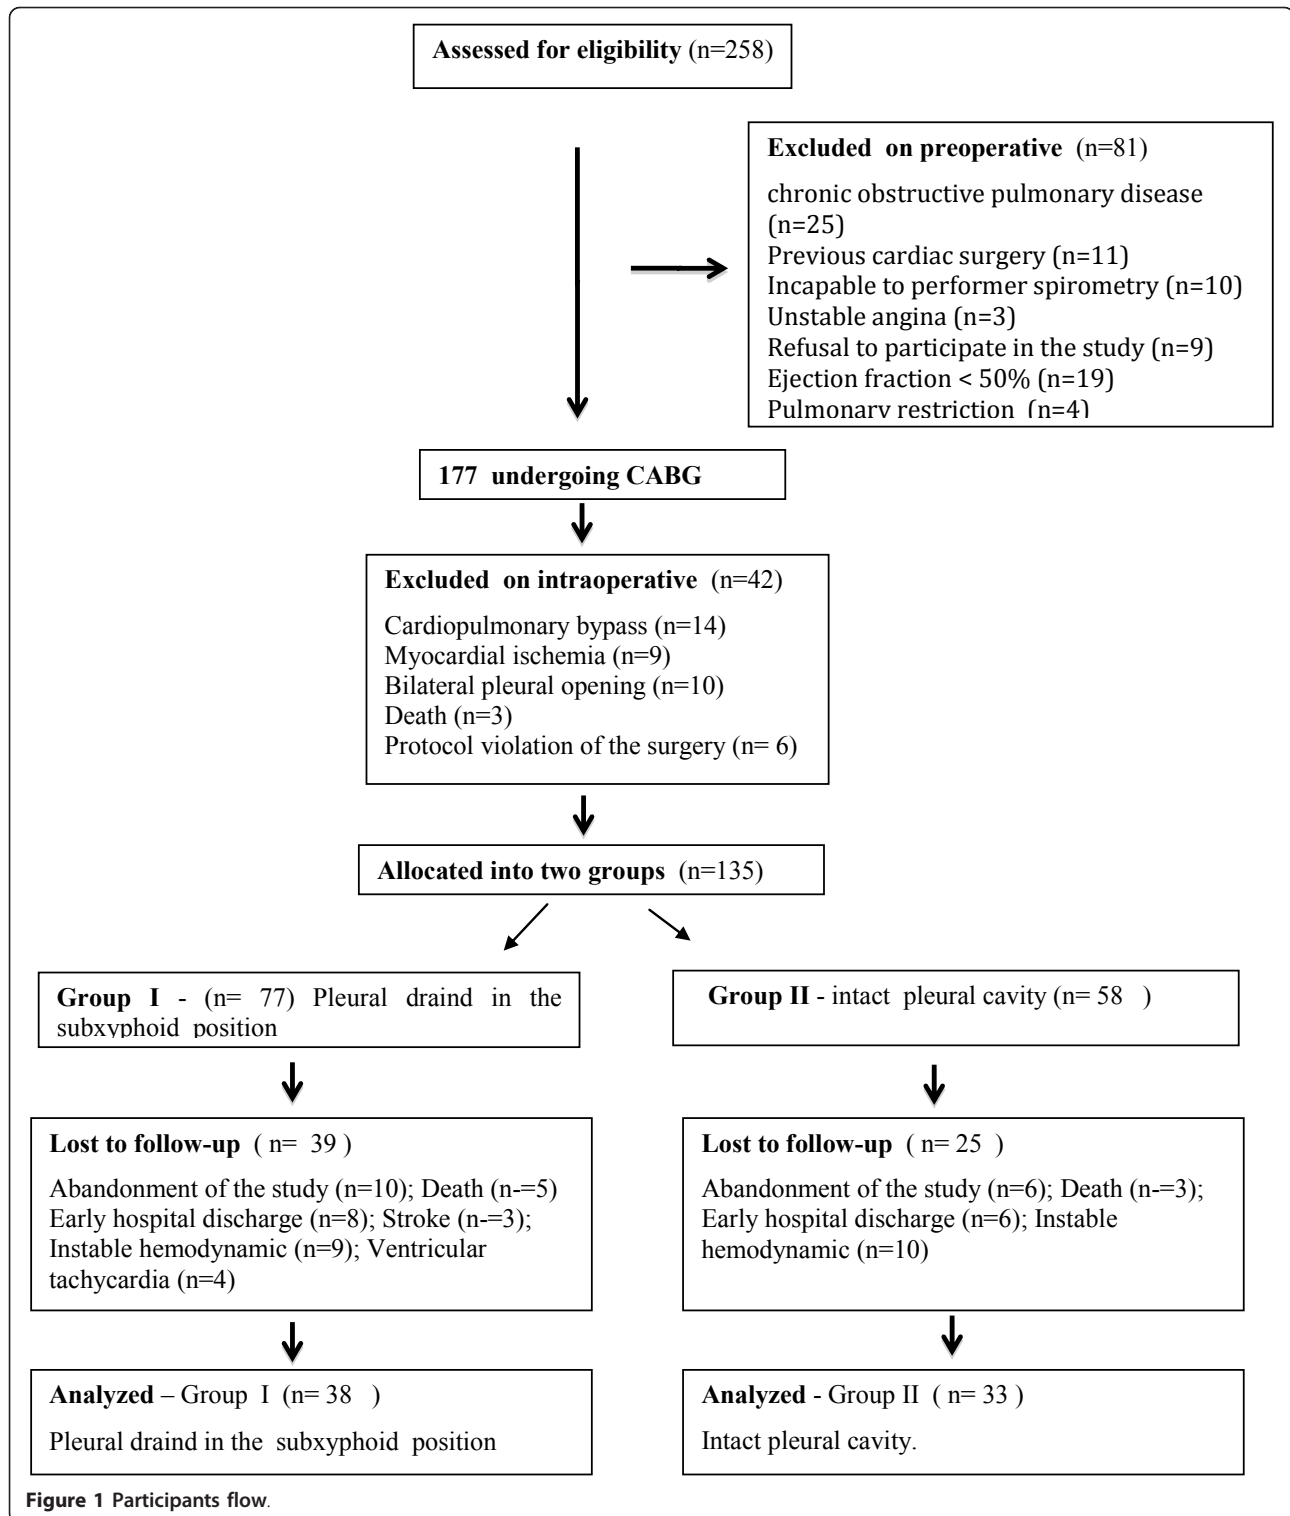 Assessed for eligibility (n=258)
Excluded on preoperative (n=81)
chronic obstructive pulmonary disease
(n=25)
Previous cardiac surgery (n=11)
Incapable to performer spirometry (n=10)
Unstable angina (n=3)
Refusal to participate in the study (n=9)
Ejection fraction < 50% (n=19)
Pulmonary restriction (n=4)
177 undergoing CABG
Excluded on intraoperative (n=42)
Cardiopulmonary bypass (n=14)
Myocardial ischemia (n=9)
Bilateral pleural opening (n=10)
Death (n=3)
Protocol violation of the surgery (n= 6)
Allocated into two groups (n=135)
Group I - (n= 77) Pleural draind in the
subxyphoid position
Group II - intact pleural cavity (n= 58 )
Lost to follow-up ( n= 39 )
Abandonment of the study (n=10); Death (n-=5)
Early hospital discharge (n=8); Stroke (n-=3);
Instable hemodynamic (n=9); Ventricular
tachycardia (n=4)
Lost to follow-up ( n= 25 )
Abandonment of the study (n=6); Death (n-=3);
Early hospital discharge (n=6); Instable
hemodynamic (n=10)
Analyzed – Group I (n= 38 )
Pleural draind in the subxyphoid position
Analyzed - Group II ( n= 33 )
Intact pleural cavity.
Figure 1 Participants flow.